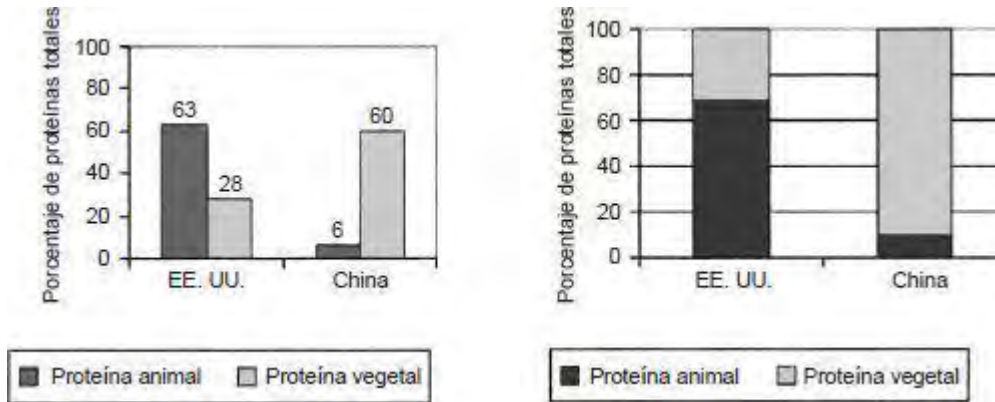 Porcentaje de proteínas totales
100
80
60
40
20
0
63
28
6
60
EE. UU.
China
Proteína animal
Proteína vegetal
Porcentaje de proteínas totales
100
80
60
40
20
0
EE. UU.
China
Proteína animal
Proteína vegetal